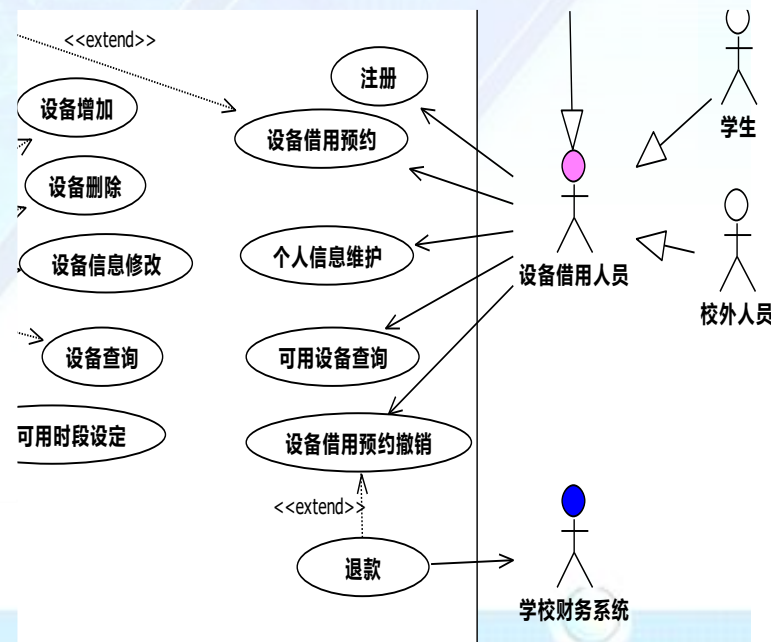 <<extend>>
注册
设备增加
设备借用预约
学生
设备删除
个人信息维护
设备信息修改
设备借用人员
校外人员
设备查询
可用设备查询
可用时段设定
设备借用预约撤销
<<extend>>
退款
学校财务系统